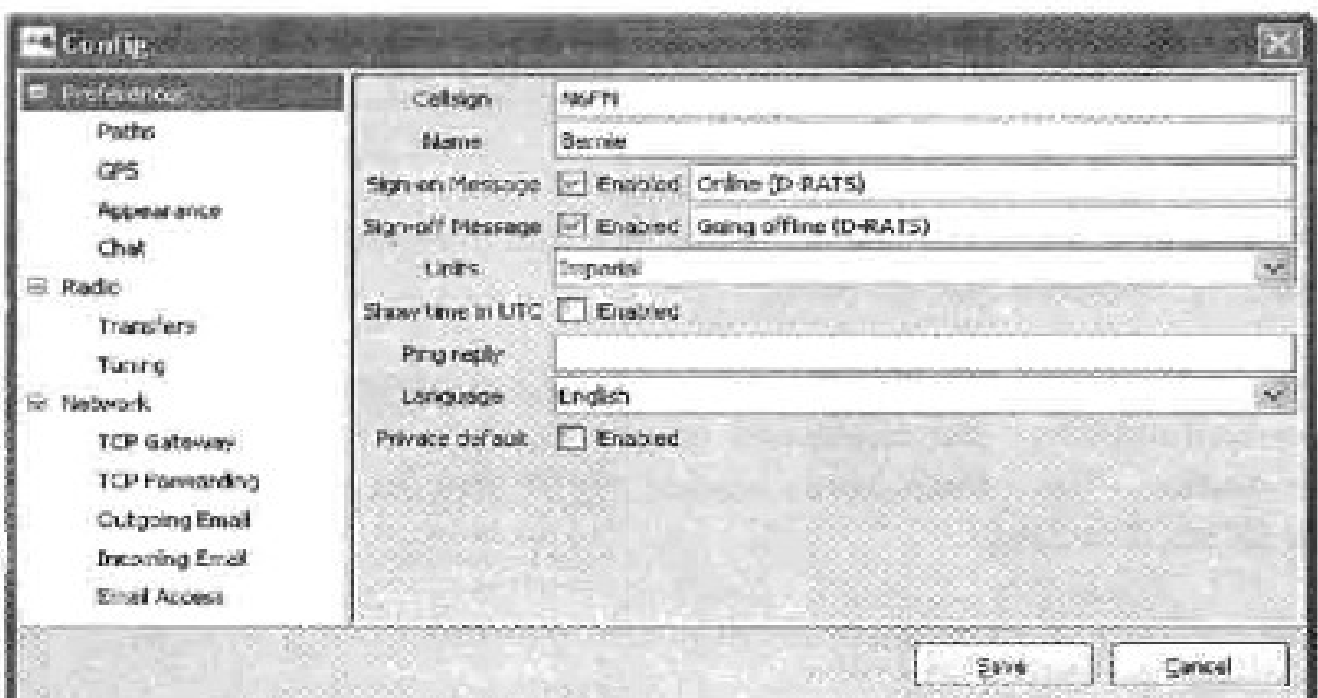 Config
Preferences
Paths
GPS
Appearance
Chat
Radio
Transfers
Tuning
Network
TCP Gateway
TCP Forwarding
Outgoing Email
Incoming Email
Email Access
Callsign N6FN
Name Bernie
Sign-on Message Enabled Online (D-RATS)
Sign-off Message Enabled Going offline (D-RATS)
Units Imperial
Show time in UTC Enabled
Ping reply
Language English
Private default Enabled
Save Cancel